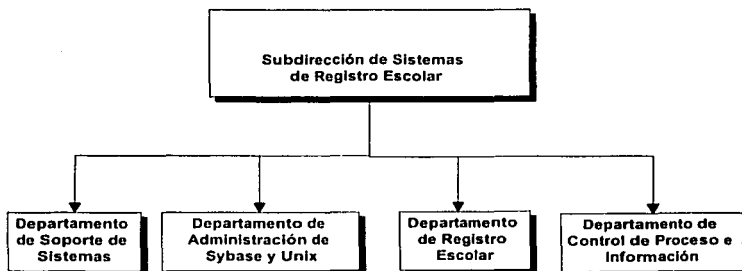 Subdirección de Sistemas
de Registro Escolar
Departamento
de Soporte de
Sistemas
Departamento de
Administración de
Sybase y Unix
Departamento
de Registro
Escolar
Departamento de
Control de Proceso e
Información